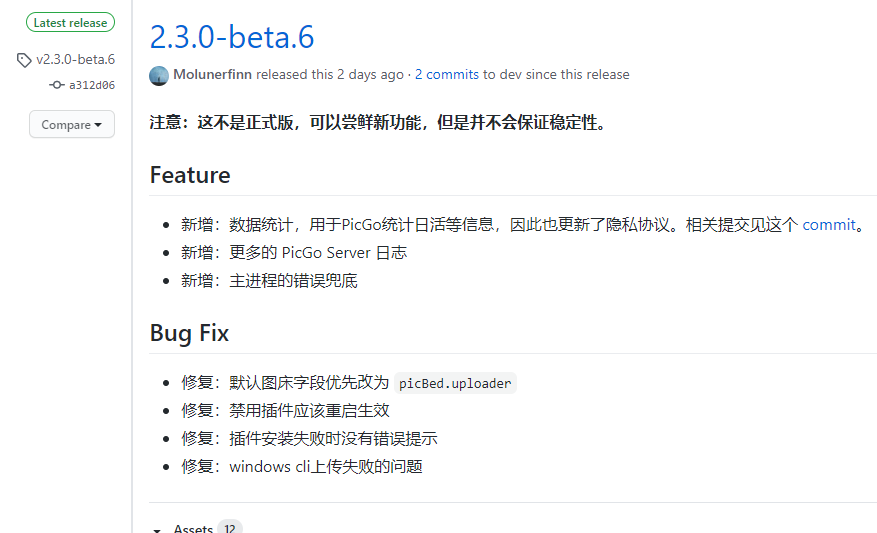 Latest release
v2.3.0-beta.6
a312d06
Compare
2.3.0-beta.6
Molunerfinn released this 2 days ago · 2 commits to dev since this release
注意：这不是正式版，可以尝鲜新功能，但是并不会保证稳定性。
Feature
新增：数据统计，用于PicGo统计日活等信息，因此也更新了隐私协议。相关提交见这个 commit。
新增：更多的 PicGo Server 日志
新增：主进程的错误兜底
Bug Fix
修复：默认图床字段优先改为 picBed.uploader
修复：禁用插件应该重启生效
修复：插件安装失败时没有错误提示
修复：windows cli上传失败的问题
Assets 12